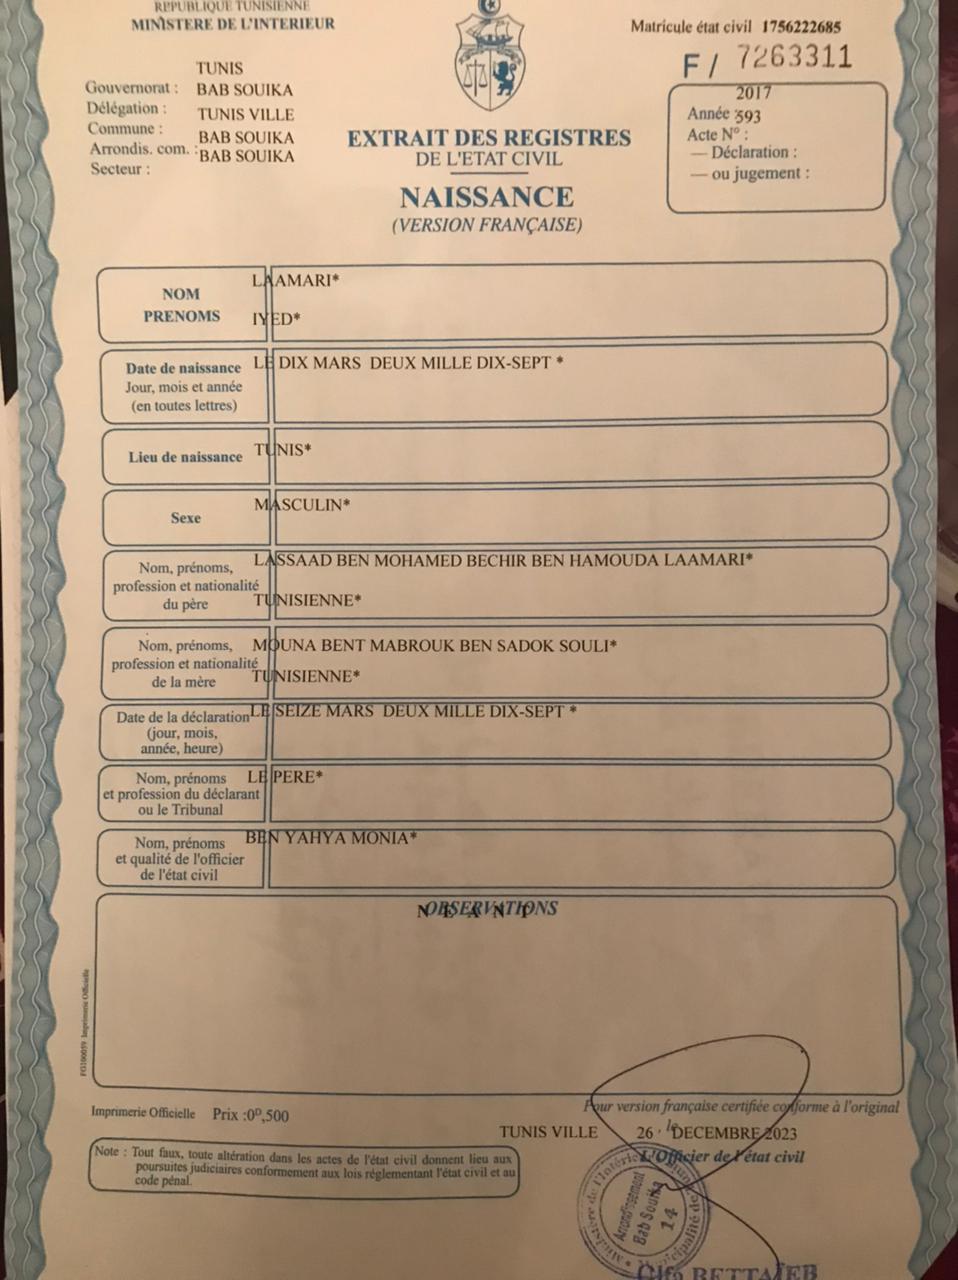 REPUBLIQUE TUNISIENNE
MINISTERE DE L'INTERIEUR
Matricule état civil 1756222685
F / 7263311
TUNIS
Gouvernorat : BAB SOUIKA
Délégation : TUNIS VILLE
Commune : BAB SOUIKA
Arrondis. com. : BAB SOUIKA
Secteur :
2017
Année : 593
Acte N° :
— Déclaration :
— ou jugement :
EXTRAIT DES REGISTRES
DE L'ETAT CIVIL
NAISSANCE
(VERSION FRANÇAISE)
NOM LAAMARI*
PRENOMS IYED*
Date de naissance LE DIX MARS DEUX MILLE DIX-SEPT *
Jour, mois et année
(en toutes lettres)
Lieu de naissance TUNIS*
Sexe MASCULIN*
Nom, prénoms, LASSAAD BEN MOHAMED BECHIR BEN HAMOUDA LAAMARI*
profession et nationalité
du père TUNISIENNE*
Nom, prénoms, MOUNA BENT MABROUK BEN SADOK SOULI*
profession et nationalité
de la mère TUNISIENNE*
Date de la déclaration LE SEIZE MARS DEUX MILLE DIX-SEPT *
(jour, mois,
année, heure)
Nom, prénoms LE PERE*
et profession du déclarant
ou le Tribunal
Nom, prénoms BEN YAHYA MONIA*
et qualité de l'officier
de l'état civil
OBSERVATIONS
N E A N T
FG100059 Imprimerie Officielle
Imprimerie Officielle Prix :0ᴰ,500
Pour version française certifiée conforme à l'original
TUNIS VILLE 26 , le DECEMBRE 2023
L'Officier de l'état civil
Note : Tout faux, toute altération dans les actes de l'état civil donnent lieu aux
poursuites judiciaires conformement aux lois réglementant l'état civil et au
code pénal.
Ministère de l'Intérieur
Arrondissement
Bab Souika
14
BETTAIEB